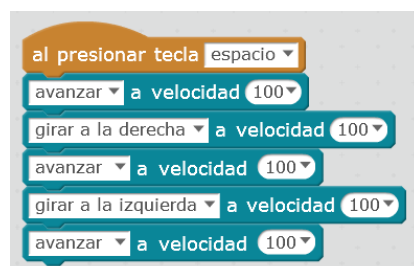 al presionar tecla espacio
avanzar a velocidad 100
girar a la derecha a velocidad 100
avanzar a velocidad 100
girar a la izquierda a velocidad 100
avanzar a velocidad 100